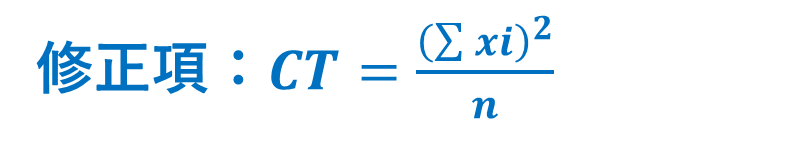 修正項：CT = (∑ xi)² / n